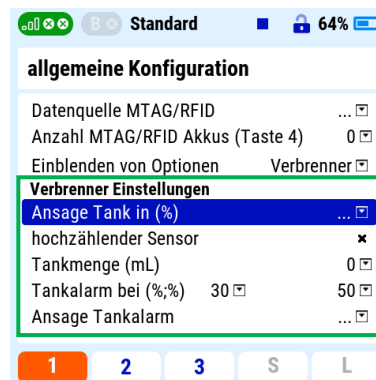 B Standard 64%
allgemeine Konfiguration
Datenquelle MTAG/RFID ...
Anzahl MTAG/RFID Akkus (Taste 4) 0
Einblenden von Optionen Verbrenner
Verbrenner Einstellungen
Ansage Tank in (%) ...
hochzählender Sensor
Tankmenge (mL) 0
Tankalarm bei (%;%) 30 50
Ansage Tankalarm ...
1 2 3 S L